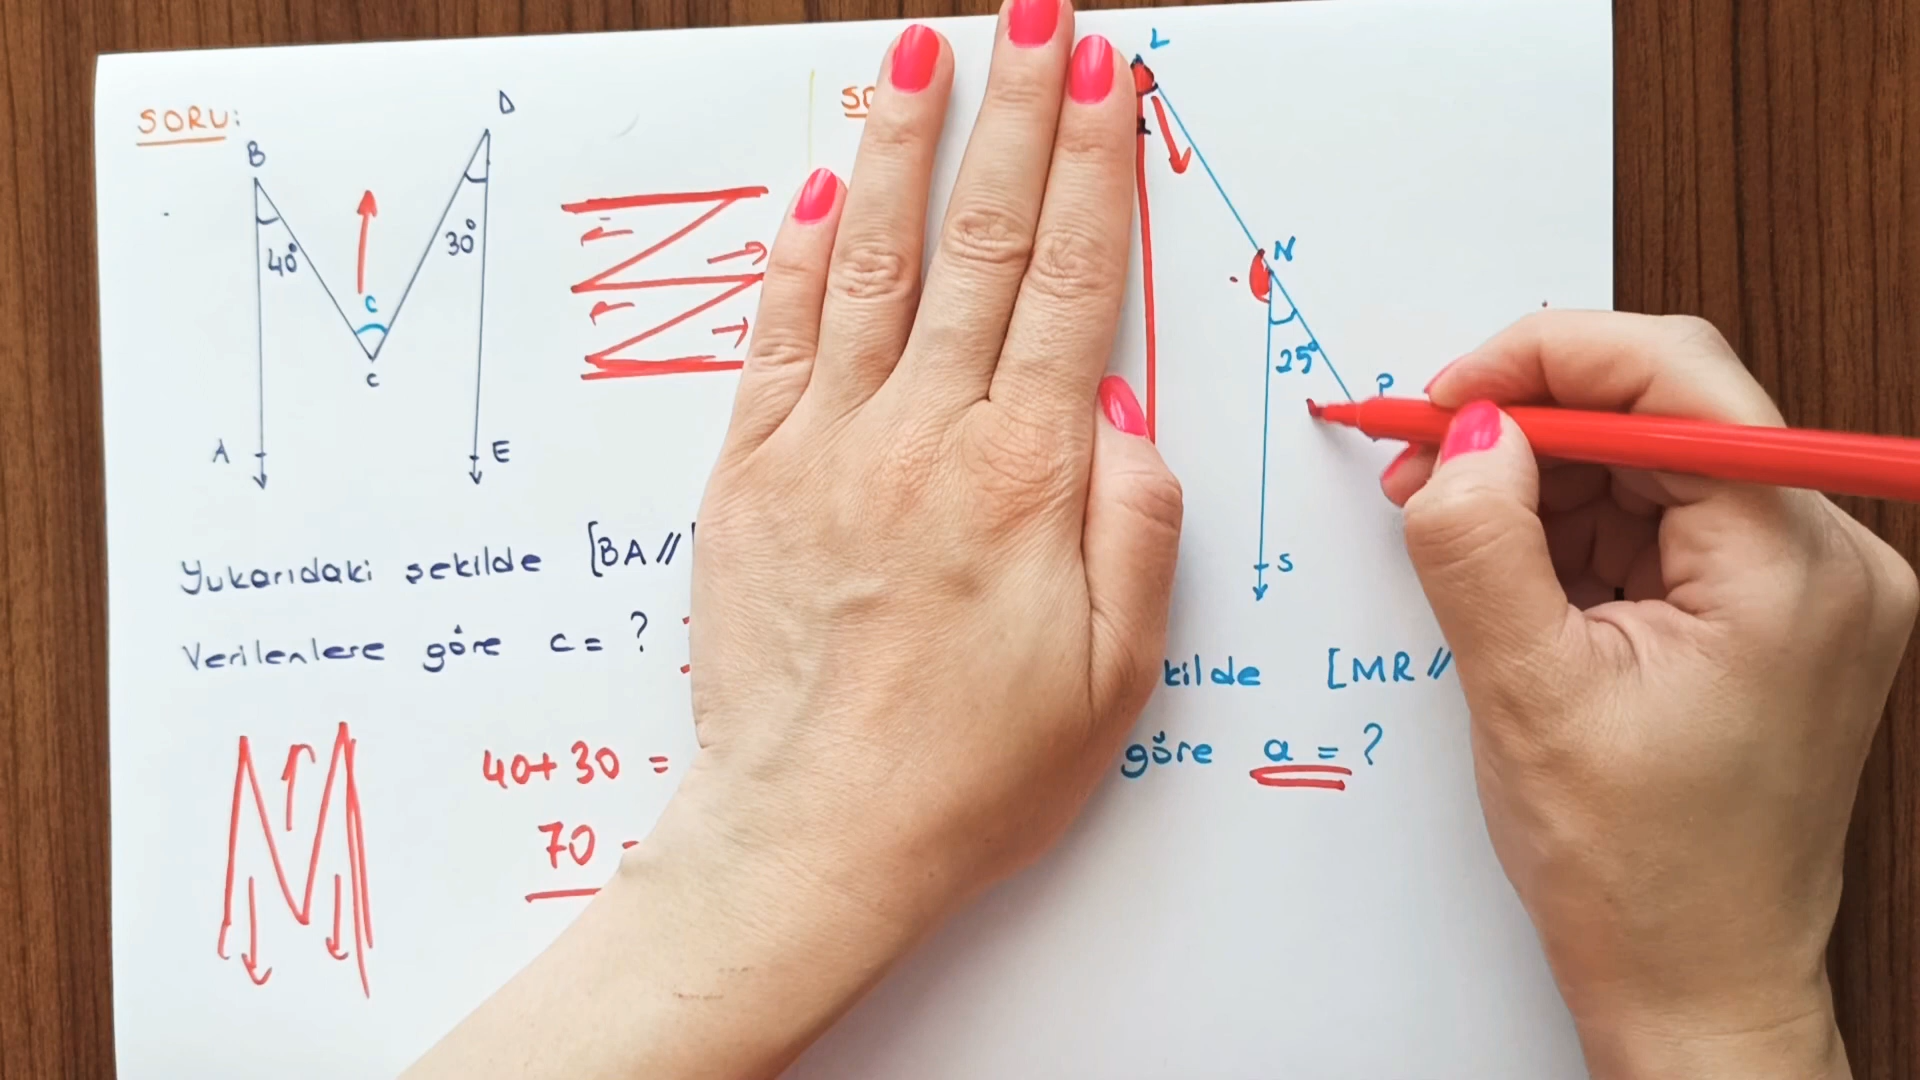 SORU:
B
D
40°
30°
c
C
A
E
Yukarıdaki şekilde [BA //
Verilenlere göre c = ?
40+30 =
70 -
L
N
25°
P
S
kilde [MR //
göre a = ?